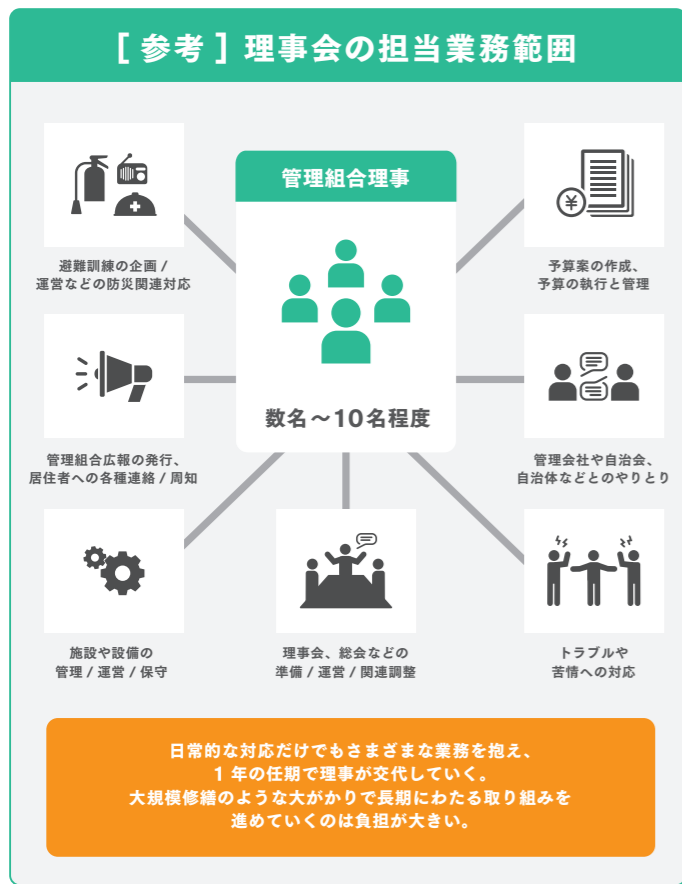 [ 参考 ] 理事会の担当業務範囲
管理組合理事
数名〜10名程度
避難訓練の企画 /
運営などの防災関連対応
¥
予算案の作成、
予算の執行と管理
管理組合広報の発行、
居住者への各種連絡 / 周知
管理会社や自治会、
自治体などとのやりとり
施設や設備の
管理 / 運営 / 保守
理事会、総会などの
準備 / 運営 / 関連調整
トラブルや
苦情への対応
日常的な対応だけでもさまざまな業務を抱え、
1 年の任期で理事が交代していく。
大規模修繕のような大がかりで長期にわたる取り組みを
進めていくのは負担が大きい。